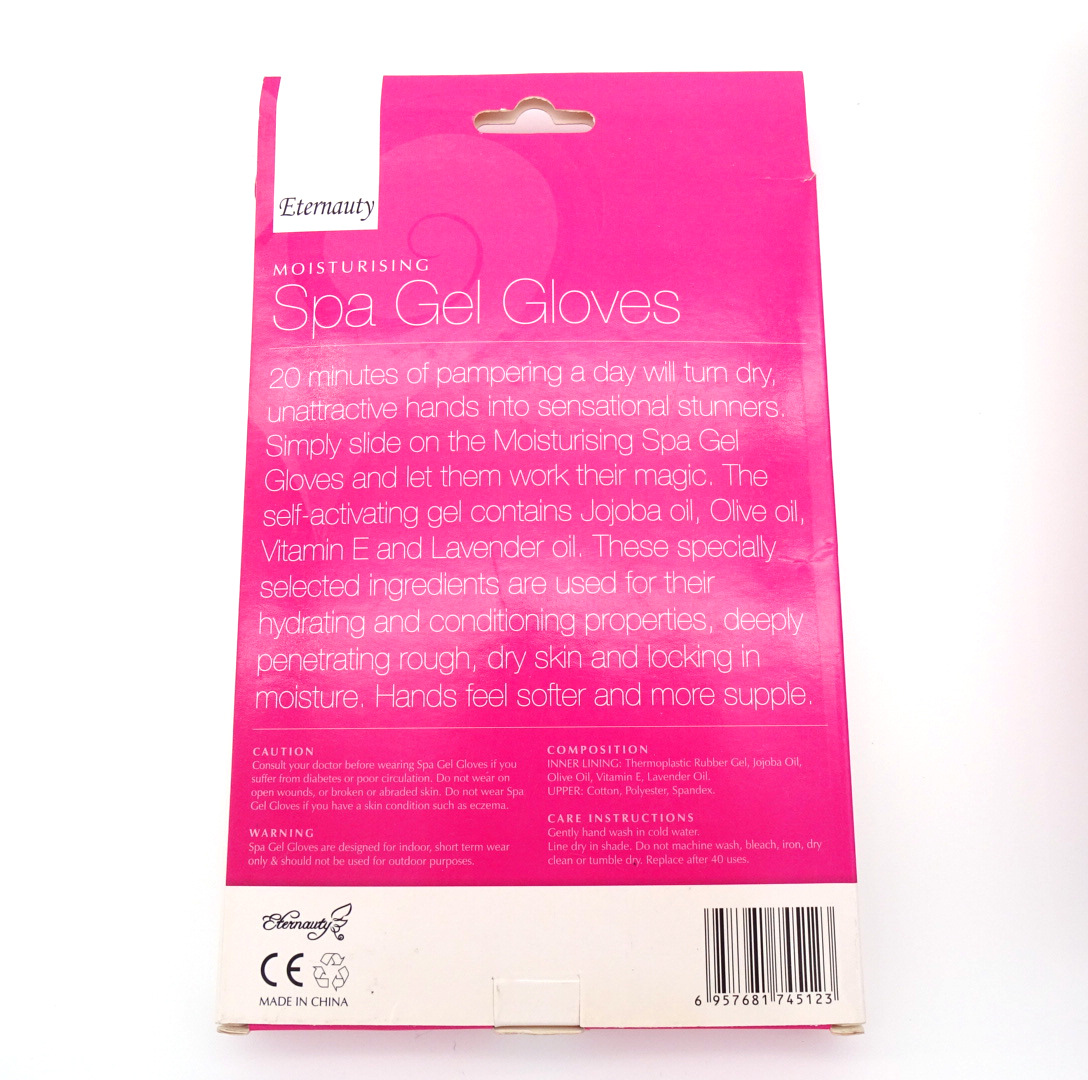 Eternauty
MOISTURISING
Spa Gel Gloves
20 minutes of pampering a day will turn dry,
unattractive hands into sensational stunners.
Simply slide on the Moisturising Spa Gel
Gloves and let them work their magic. The
self-activating gel contains Jojoba oil, Olive oil,
Vitamin E and Lavender oil. These specially
selected ingredients are used for their
hydrating and conditioning properties, deeply
penetrating rough, dry skin and locking in
moisture. Hands feel softer and more supple.
CAUTION
Consult your doctor before wearing Spa Gel Gloves if you
suffer from diabetes or poor circulation. Do not wear on
open wounds, or broken or abraded skin. Do not wear Spa
Gel Gloves if you have a skin condition such as eczema.
WARNING
Spa Gel Gloves are designed for indoor, short term wear
only & should not be used for outdoor purposes.
COMPOSITION
INNER LINING: Thermoplastic Rubber Gel, Jojoba Oil,
Olive Oil, Vitamin E, Lavender Oil.
UPPER: Cotton, Polyester, Spandex.
CARE INSTRUCTIONS
Gently hand wash in cold water.
Line dry in shade. Do not machine wash, bleach, iron, dry
clean or tumble dry. Replace after 40 uses.
Eternauty
CE
MADE IN CHINA
6 957681 745123